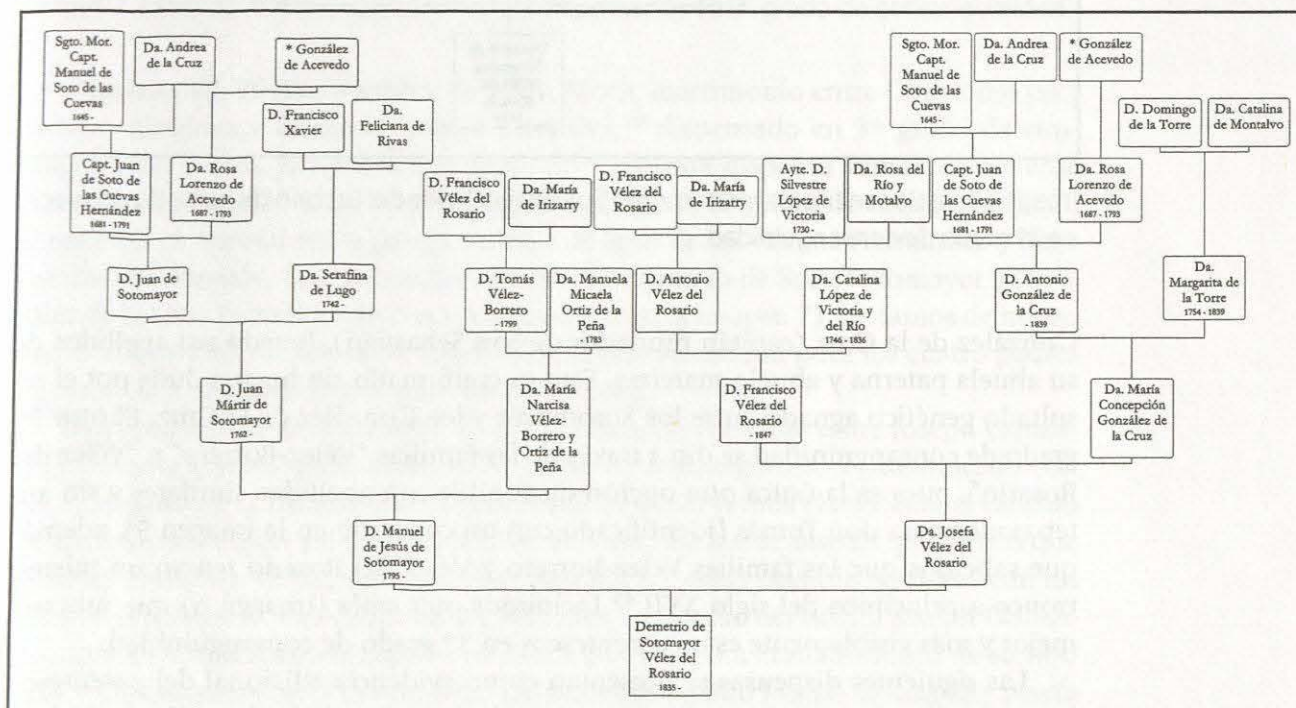 Sgto. Mor.
Capt.
Manuel de
Soto de las
Cuevas
1645 -
Da. Andrea
de la Cruz
* González
de Acevedo
D. Francisco
Xavier
Da.
Feliciana de
Rivas
Capt. Juan
de Soto de
las Cuevas
Hernández
1681 - 1791
Da. Rosa
Lorenzo de
Acevedo
1687 - 1793
D. Juan de
Sotomayor
Da. Serafina
de Lugo
1742 -
D. Juan
Mártir de
Sotomayor
1762 -
D. Francisco
Vélez del
Rosario
Da. María
de Irizarry
D. Tomás
Vélez-
Borrero
- 1799
Da. Manuela
Micaela
Ortiz de la
Peña
- 1783
Da. María
Narcisa
Vélez-
Borrero y
Ortiz de la
Peña
D. Manuel
de Jesús de
Sotomayor
1795 -
D. Francisco
Vélez del
Rosario
Da. María
de Irizarry
D. Antonio
Vélez del
Rosario
Ayte. D.
Silvestre
López de
Victoria
1730 -
Da. Rosa del
Río y
Motalvo
Da. Catalina
López de
Victoria y
del Río
1746 - 1836
D. Francisco
Vélez del
Rosario
- 1847
Sgto. Mor.
Capt.
Manuel de
Soto de las
Cuevas
1645 -
Da. Andrea
de la Cruz
* González
de Acevedo
Capt. Juan
de Soto de las
Cuevas
Hernández
1681 - 1791
Da. Rosa
Lorenzo de
Acevedo
1687 - 1793
D. Antonio
González de
la Cruz
- 1839
D. Domingo
de la Torre
Da. Catalina
de Montalvo
Da.
Margarita de
la Torre
1754 - 1839
Da. María
Concepción
González de
la Cruz
Da. Josefa
Vélez del
Rosario
Demetrio de
Sotomayor
Vélez del
Rosario
1835 -